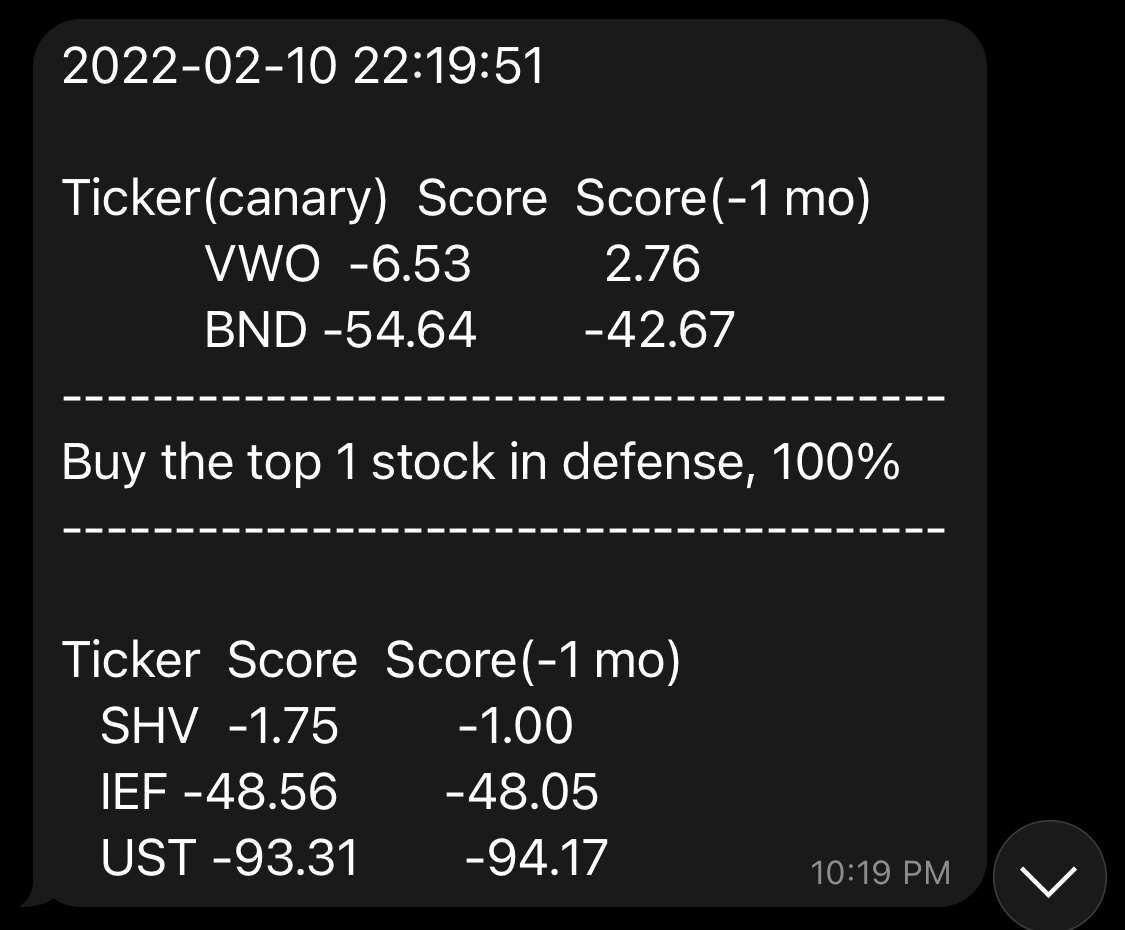 2022-02-10 22:19:51
Ticker(canary) Score Score(-1 mo)
VWO -6.53 2.76
BND -54.64 -42.67
---------------------------------------
Buy the top 1 stock in defense, 100%
---------------------------------------
Ticker Score Score(-1 mo)
SHV -1.75 -1.00
IEF -48.56 -48.05
UST -93.31 -94.17
10:19 PM